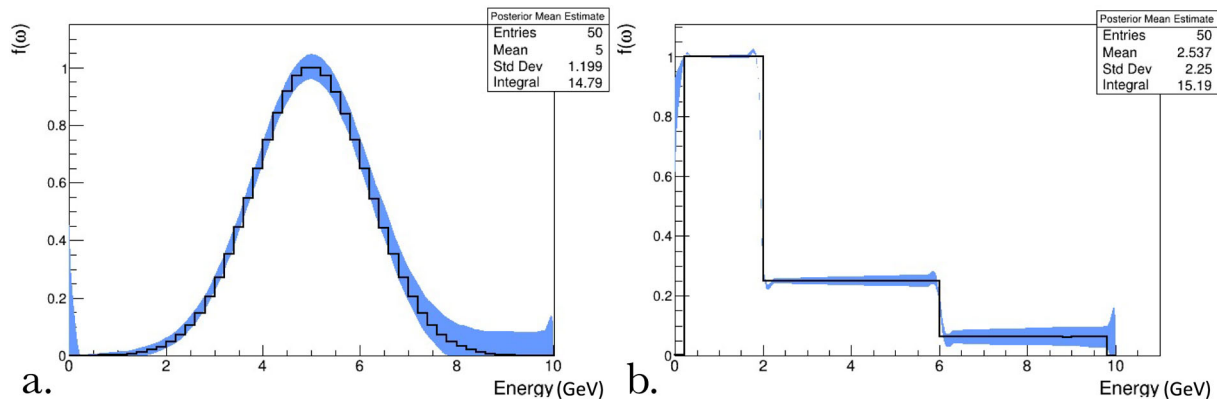 Posterior Mean Estimate
Entries 50
Mean 5
Std Dev 1.199
Integral 14.79
f(ω)
1
0.8
0.6
0.4
0.2
0
0 2 4 6 8 10
Energy (GeV)
a.
Posterior Mean Estimate
Entries 50
Mean 2.537
Std Dev 2.25
Integral 15.19
f(ω)
1
0.8
0.6
0.4
0.2
0
0 2 4 6 8 10
Energy (GeV)
b.